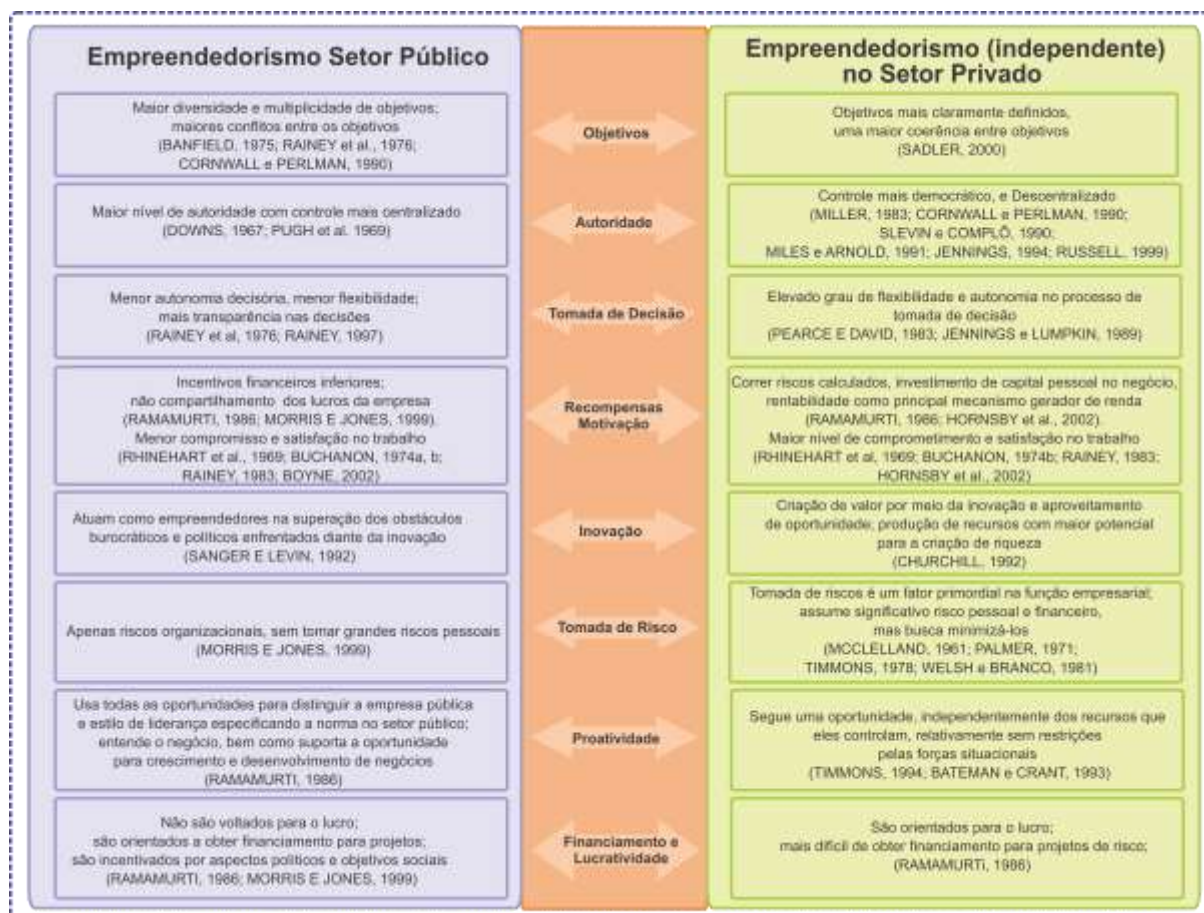 Empreendedorismo Setor Público
Maior diversidade e multiplicidade de objetivos;
maiores conflitos entre os objetivos
(BANFIELD, 1975; RAINEY et al., 1976;
CORNWALL e PERLMAN, 1990)
Maior nível de autoridade com controle mais centralizado
(DOWNS, 1967; PUGH et al. 1969)
Menor autonomia decisória, menor flexibilidade;
mais transparência nas decisões
(RAINEY et al, 1976; RAINEY, 1997)
Incentivos financeiros inferiores;
não compartilhamento dos lucros da empresa
(RAMAMURTI, 1986; MORRIS E JONES, 1999).
Menor compromisso e satisfação no trabalho
(RHINEHART et al., 1969; BUCHANON, 1974a, b;
RAINEY, 1983; BOYNE, 2002)
Atuam como empreendedores na superação dos obstáculos
burocráticos e políticos enfrentados diante da inovação
(SANGER E LEVIN, 1992)
Apenas riscos organizacionais, sem tomar grandes riscos pessoais
(MORRIS E JONES, 1999)
Usa todas as oportunidades para distinguir a empresa pública
e estilo de liderança especificando a norma no setor público;
entende o negócio, bem como suporta a oportunidade
para crescimento e desenvolvimento de negócios
(RAMAMURTI, 1986)
Não são voltados para o lucro;
são orientados a obter financiamento para projetos;
são incentivados por aspectos políticos e objetivos sociais
(RAMAMURTI, 1986; MORRIS E JONES, 1999)
Objetivos
Autoridade
Tomada de Decisão
Recompensas
Motivação
Inovação
Tomada de Risco
Proatividade
Financiamento e
Lucratividade
Empreendedorismo (independente)
no Setor Privado
Objetivos mais claramente definidos,
uma maior coerência entre objetivos
(SADLER, 2000)
Controle mais democrático, e Descentralizado
(MILLER, 1983; CORNWALL e PERLMAN, 1990;
SLEVIN e COMPLÔ, 1990;
MILES e ARNOLD, 1991; JENNINGS, 1994; RUSSELL, 1999)
Elevado grau de flexibilidade e autonomia no processo de
tomada de decisão
(PEARCE E DAVID, 1983; JENNINGS e LUMPKIN, 1989)
Correr riscos calculados, investimento de capital pessoal no negócio,
rentabilidade como principal mecanismo gerador de renda
(RAMAMURTI, 1986; HORNSBY et al., 2002).
Maior nível de comprometimento e satisfação no trabalho
(RHINEHART et al, 1969; BUCHANON, 1974b; RAINEY, 1983;
HORNSBY et al., 2002)
Criação de valor por meio da inovação e aproveitamento
de oportunidade; produção de recursos com maior potencial
para a criação de riqueza
(CHURCHILL, 1992)
Tomada de riscos é um fator primordial na função empresarial;
assume significativo risco pessoal e financeiro,
mas busca minimizá-los
(MCCLELLAND, 1961; PALMER, 1971;
TIMMONS, 1978; WELSH e BRANCO, 1981)
Segue uma oportunidade, independentemente dos recursos que
eles controlam, relativamente sem restrições
pelas forças situacionais
(TIMMONS, 1994; BATEMAN e CRANT, 1993)
São orientados para o lucro;
mais difícil de obter financiamento para projetos de risco;
(RAMAMURTi, 1986)